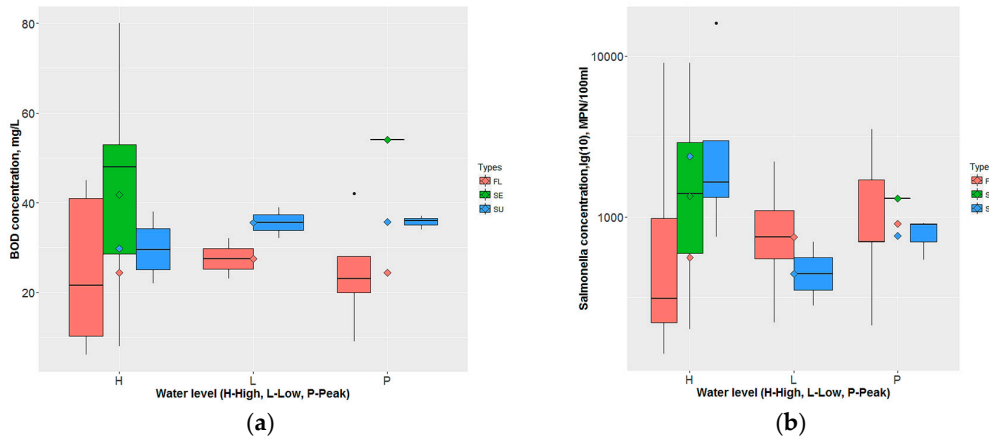 80
60
40
20
BOD concentration, mg/L
H
L
P
Water level (H-High, L-Low, P-Peak)
Types
FL
SE
SU
(a)
10000
1000
Salmonella concentration,lg(10), MPN/100ml
H
L
P
Water level (H-High, L-Low, P-Peak)
(b)